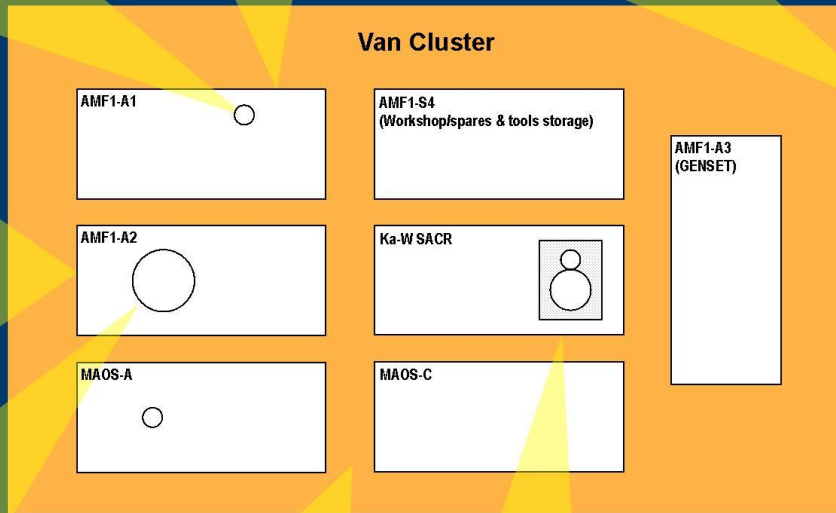 Van Cluster
AMF1-A1
AMF1-S4
(Workshop/spares & tools storage)
AMF1-A3
(GENSET)
AMF1-A2
Ka-W SACR
MAOS-A
MAOS-C